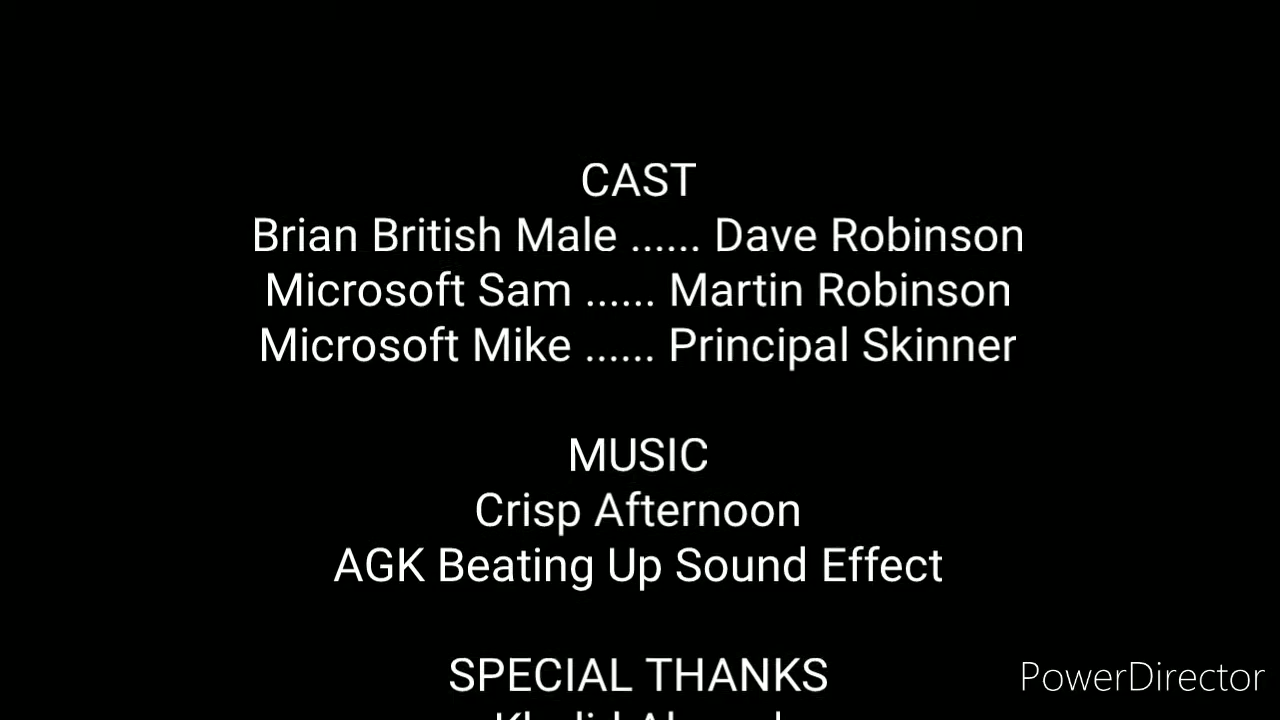 CAST
Brian British Male ...... Dave Robinson
Microsoft Sam ...... Martin Robinson
Microsoft Mike ...... Principal Skinner
MUSIC
Crisp Afternoon
AGK Beating Up Sound Effect
SPECIAL THANKS
PowerDirector